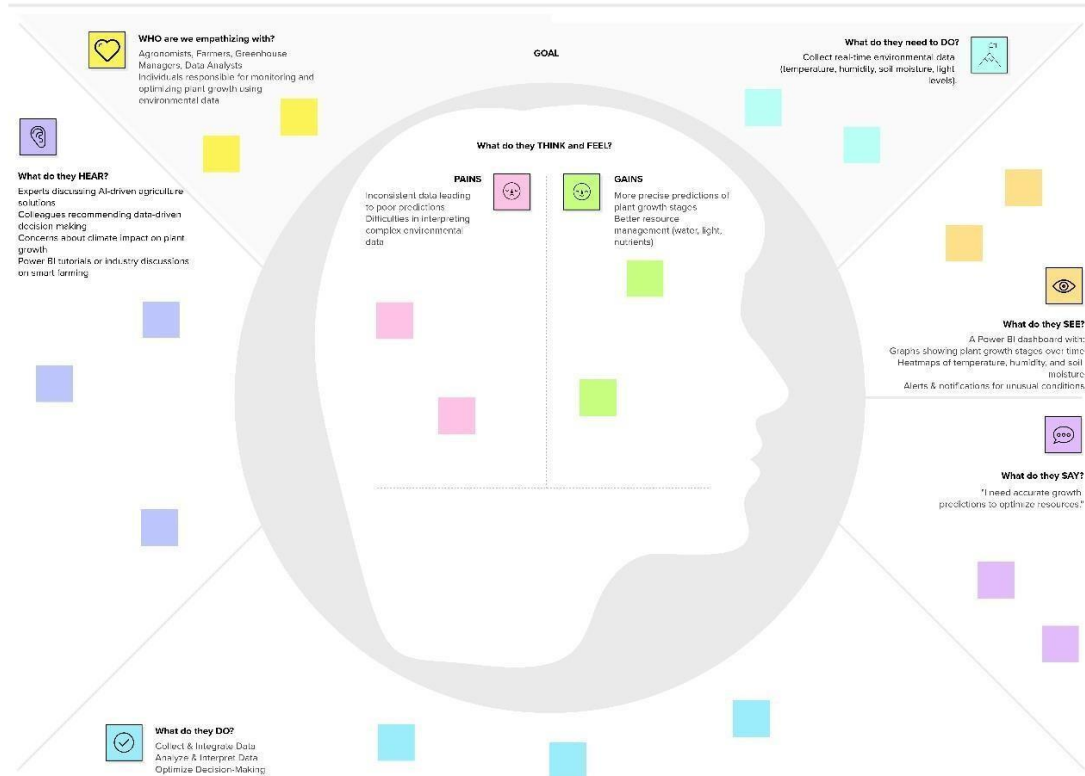 WHO are we empathizing with?
Agronomists, Farmers, Greenhouse
Managers, Data Analysts
Individuals responsible for monitoring and
optimizing plant growth using
environmental data
GOAL
What do they need to DO?
Collect real-time environmental data
(temperature, humidity, soil moisture, light
levels).
What do they HEAR?
Experts discussing AI-driven agriculture
solutions
Colleagues recommending data-driven
decision making
Concerns about climate impact on plant
growth
Power BI tutorials or industry discussions
on smart farming
What do they THINK and FEEL?
PAINS
Inconsistent data leading
to poor predictions
Difficulties in interpreting
complex environmental
data
GAINS
More precise predictions of
plant growth stages
Better resource
management (water, light,
nutrients)
What do they SEE?
A Power BI dashboard with:
Graphs showing plant growth stages over time
Heatmaps of temperature, humidity, and soil
moisture
Alerts & notifications for unusual conditions
What do they SAY?
"I need accurate growth
predictions to optimize resources."
What do they DO?
Collect & Integrate Data
Analyze & Interpret Data
Optimize Decision-Making